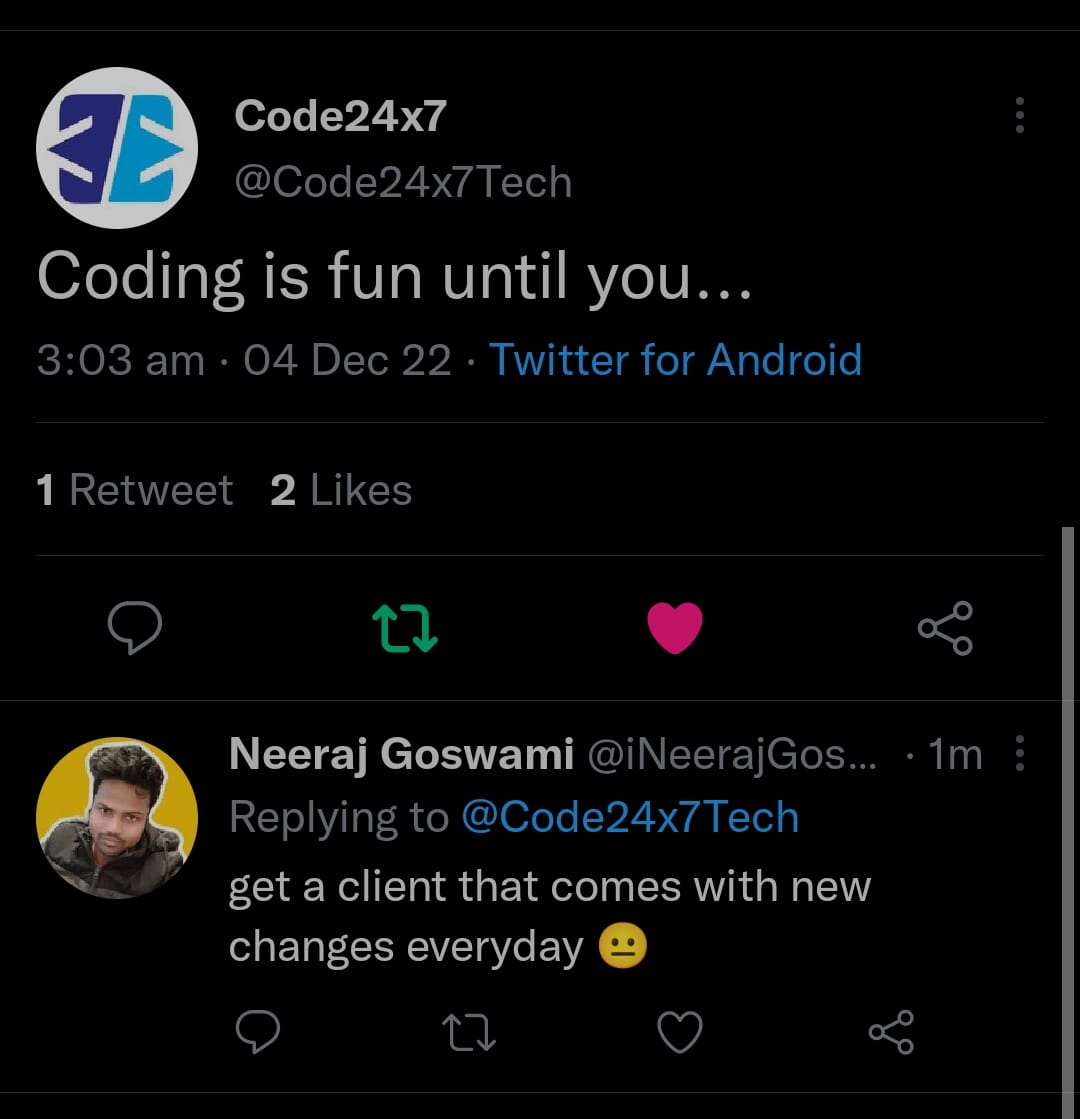 Code24x7
@Code24x7Tech
Coding is fun until you...
3:03 am · 04 Dec 22 · Twitter for Android
1 Retweet 2 Likes
Neeraj Goswami @iNeerajGos... · 1m
Replying to @Code24x7Tech
get a client that comes with new
changes everyday 😐